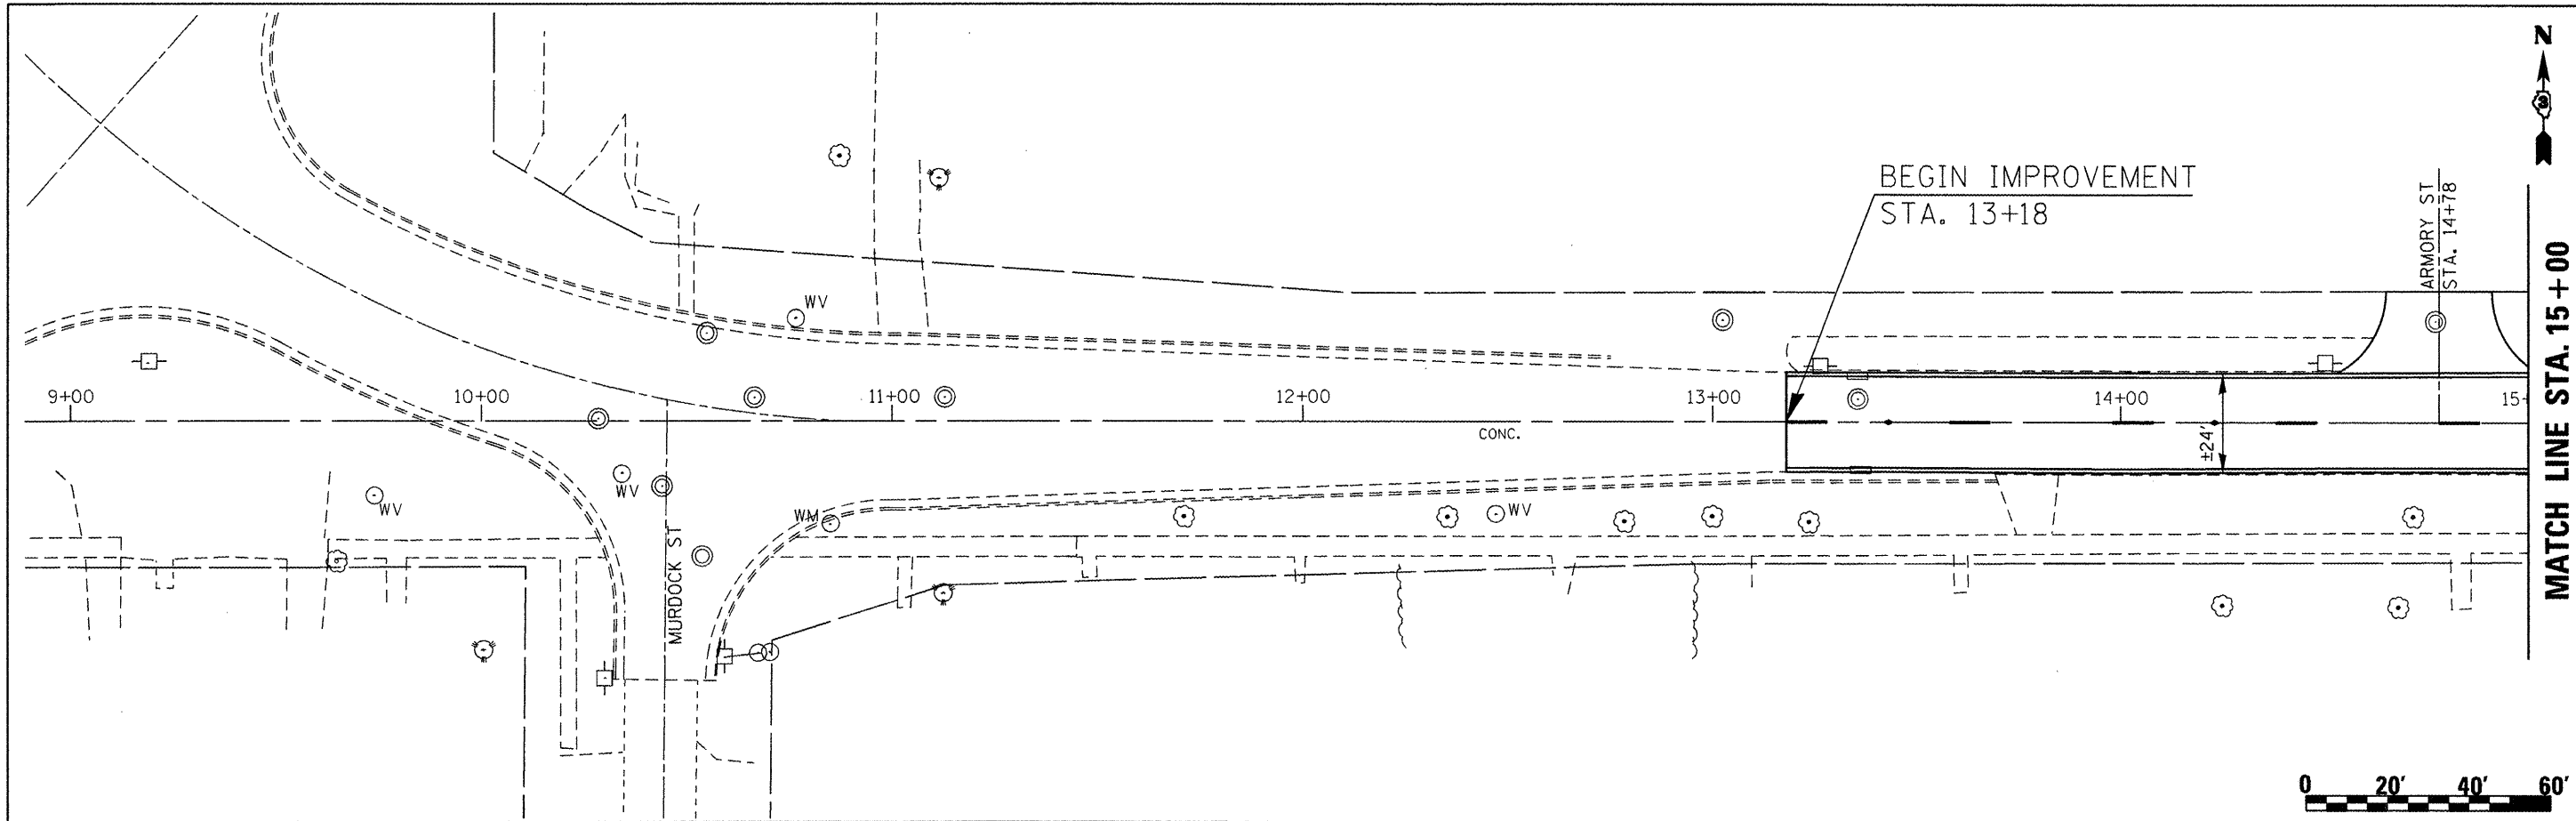 N
3
BEGIN IMPROVEMENT
STA. 13+18
ARMORY ST
STA. 14+78
MATCH LINE STA. 15+00
WV
9+00
10+00
11+00
12+00
13+00
14+00
15+
CONC.
±24'
WV
WV
WM
WV
MURDOCK ST
0 20' 40' 60'